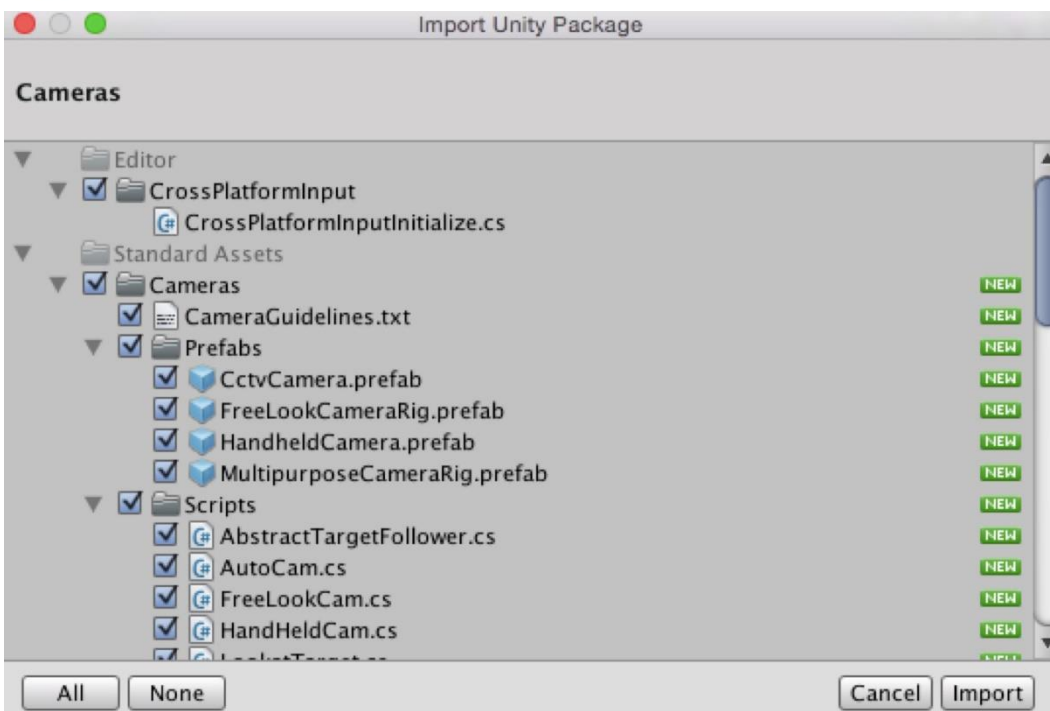 Import Unity Package
Cameras
Editor
CrossPlatformInput
CrossPlatformInputInitialize.cs
Standard Assets
Cameras NEW
CameraGuidelines.txt NEW
Prefabs NEW
CctvCamera.prefab NEW
FreeLookCameraRig.prefab NEW
HandheldCamera.prefab NEW
MultipurposeCameraRig.prefab NEW
Scripts NEW
AbstractTargetFollower.cs NEW
AutoCam.cs NEW
FreeLookCam.cs NEW
HandHeldCam.cs NEW
All None Cancel Import